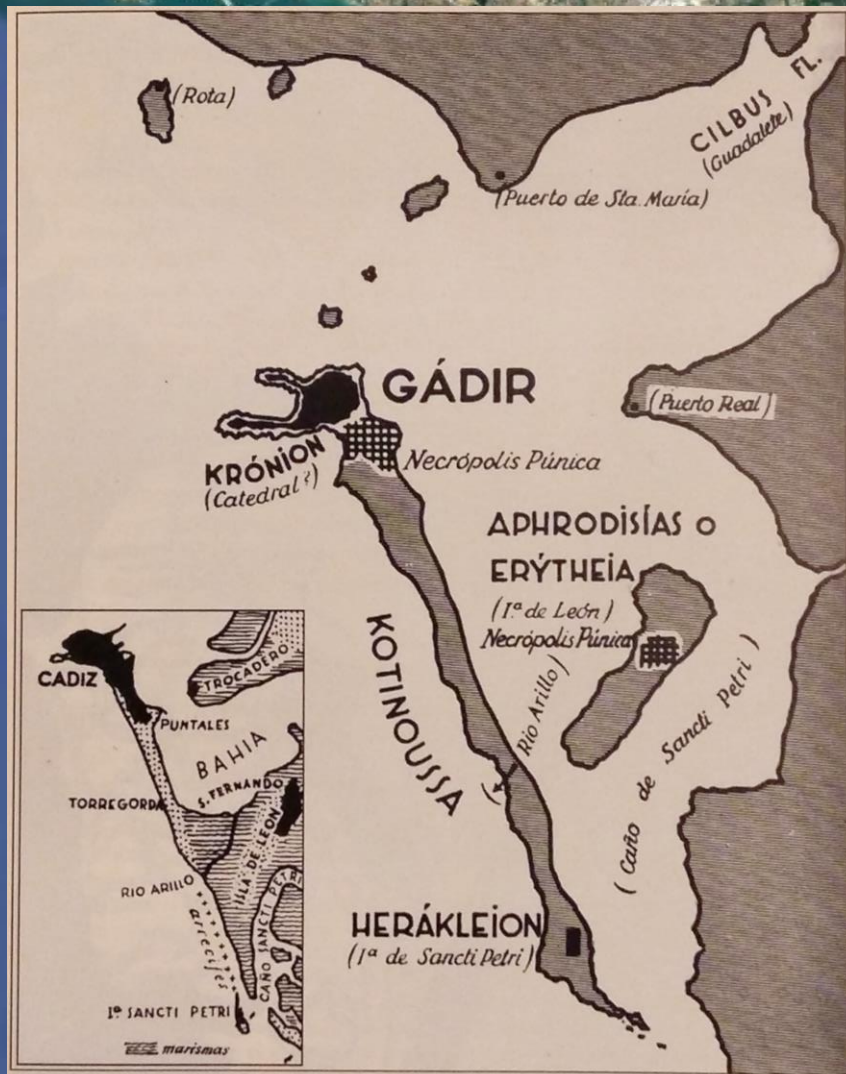 (Rota)
CILBUS FL.
(Guadalete)
(Puerto de Sta. María)
GÁDIR
(Puerto Real)
KRÓNION
(Catedral?)
Necrópolis Púnica
APHRODISÍAS o
ERÝTHEIA
(Iª. de León)
Necrópolis Púnica
KOTINOUSSA
Rio Arillo)
(
(Caño de Sancti Petri)
HERÁKLEION
(Iª de Sancti Petri)
CADIZ
TROCADERO
PUNTALES
BAHIA
S. FERNANDO
TORREGORDA
ISLA DE LEON
RIO ARILLO
arrecifes
CAÑO SANCTI PETRI
Iª. SANCTI PETRI
marismas